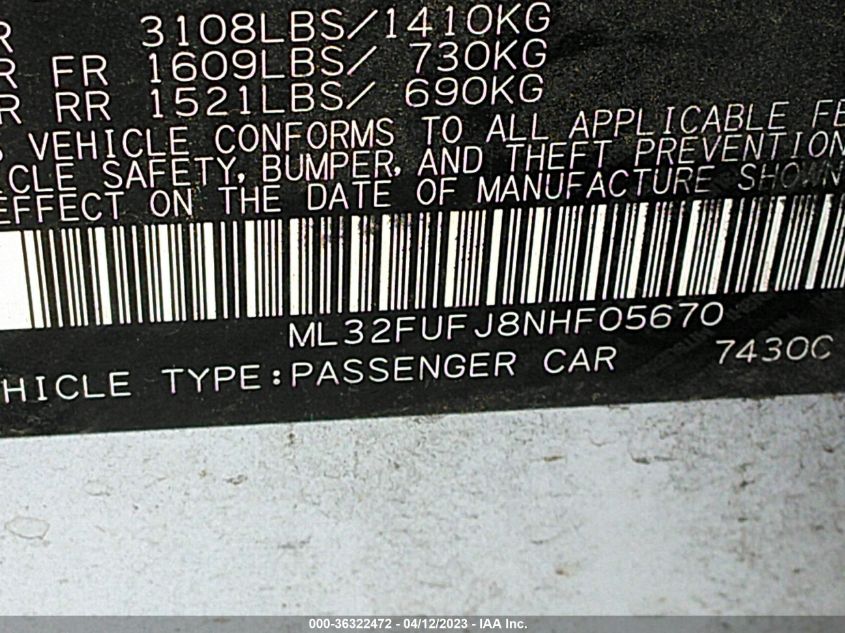 R 3108LBS/1410KG
R FR 1609LBS/ 730KG
R RR 1521LBS/ 690KG
S VEHICLE CONFORMS TO ALL APPLICABLE FE
ICLE SAFETY, BUMPER, AND THEFT PREVENTION
EFFECT ON THE DATE OF MANUFACTURE SHOWN
ML32FUFJ8NHF05670
HICLE TYPE:PASSENGER CAR 7430C
000-36322472 - 04/12/2023 - IAA Inc.